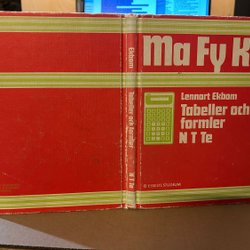 Ekbom
Tabeller och formler
N T Te
Ma Fy K
Lennart Ekbom
Tabeller och
formler
N T Te